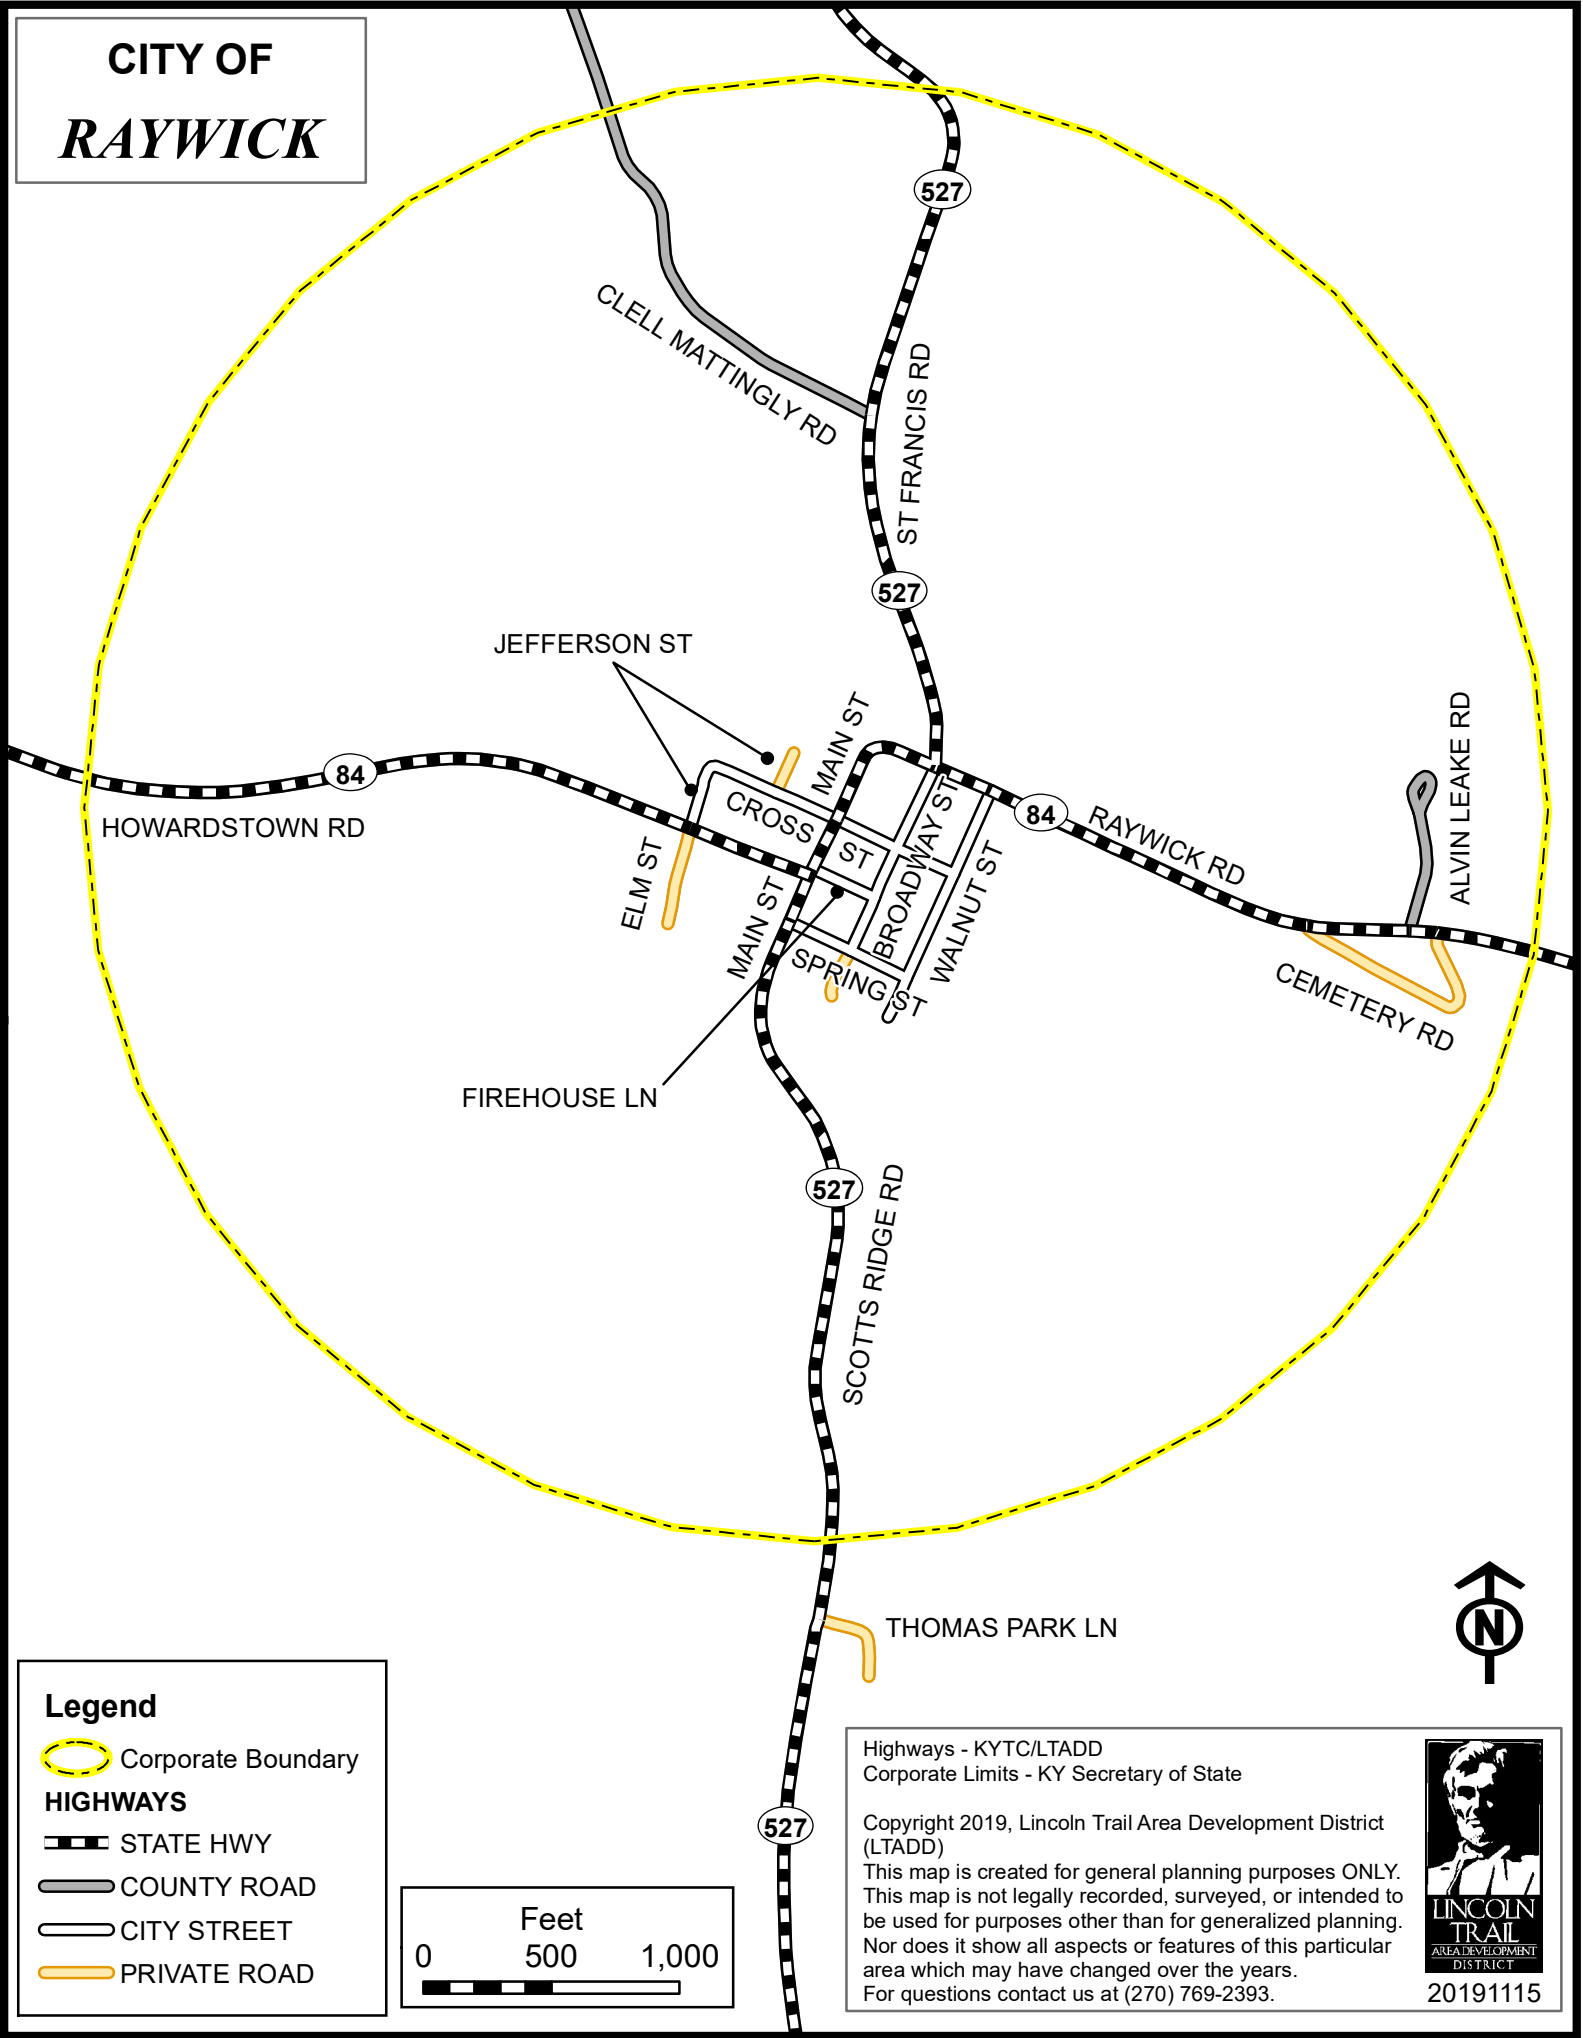 CITY OF
RAYWICK
527
CLELL MATTINGLY RD
ST FRANCIS RD
527
JEFFERSON ST
MAIN ST
ALVIN LEAKE RD
84
HOWARDSTOWN RD
CROSS ST
BROADWAY ST
84
RAYWICK RD
ELM ST
MAIN ST
WALNUT ST
SPRING ST
CEMETERY RD
FIREHOUSE LN
527
SCOTTS RIDGE RD
THOMAS PARK LN
N
527
Legend
Corporate Boundary
HIGHWAYS
STATE HWY
COUNTY ROAD
CITY STREET
PRIVATE ROAD
Feet
0 500 1,000
Highways - KYTC/LTADD
Corporate Limits - KY Secretary of State
Copyright 2019, Lincoln Trail Area Development District
(LTADD)
This map is created for general planning purposes ONLY.
This map is not legally recorded, surveyed, or intended to
be used for purposes other than for generalized planning.
Nor does it show all aspects or features of this particular
area which may have changed over the years.
For questions contact us at (270) 769-2393.
LINCOLN
TRAIL
AREA DEVELOPMENT
DISTRICT
20191115